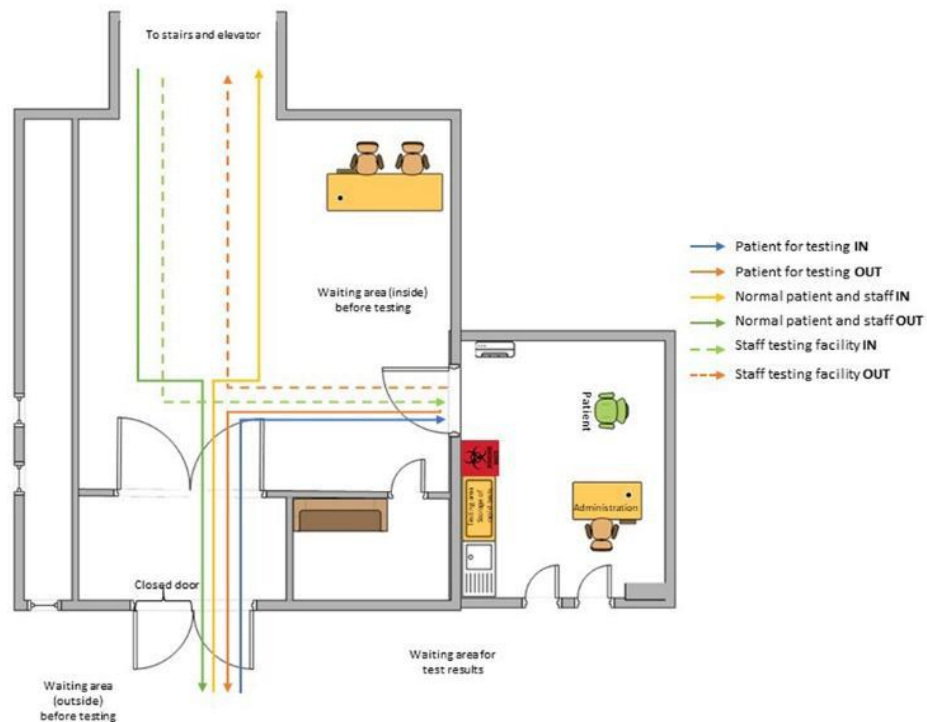 To stairs and elevator
Waiting area (inside)
before testing
Patient for testing IN
Patient for testing OUT
Normal patient and staff IN
Normal patient and staff OUT
Staff testing facility IN
Staff testing facility OUT
Patient
Testing area
Storage of
Administration
Closed door
Waiting area for
test results
Waiting area
(outside)
before testing